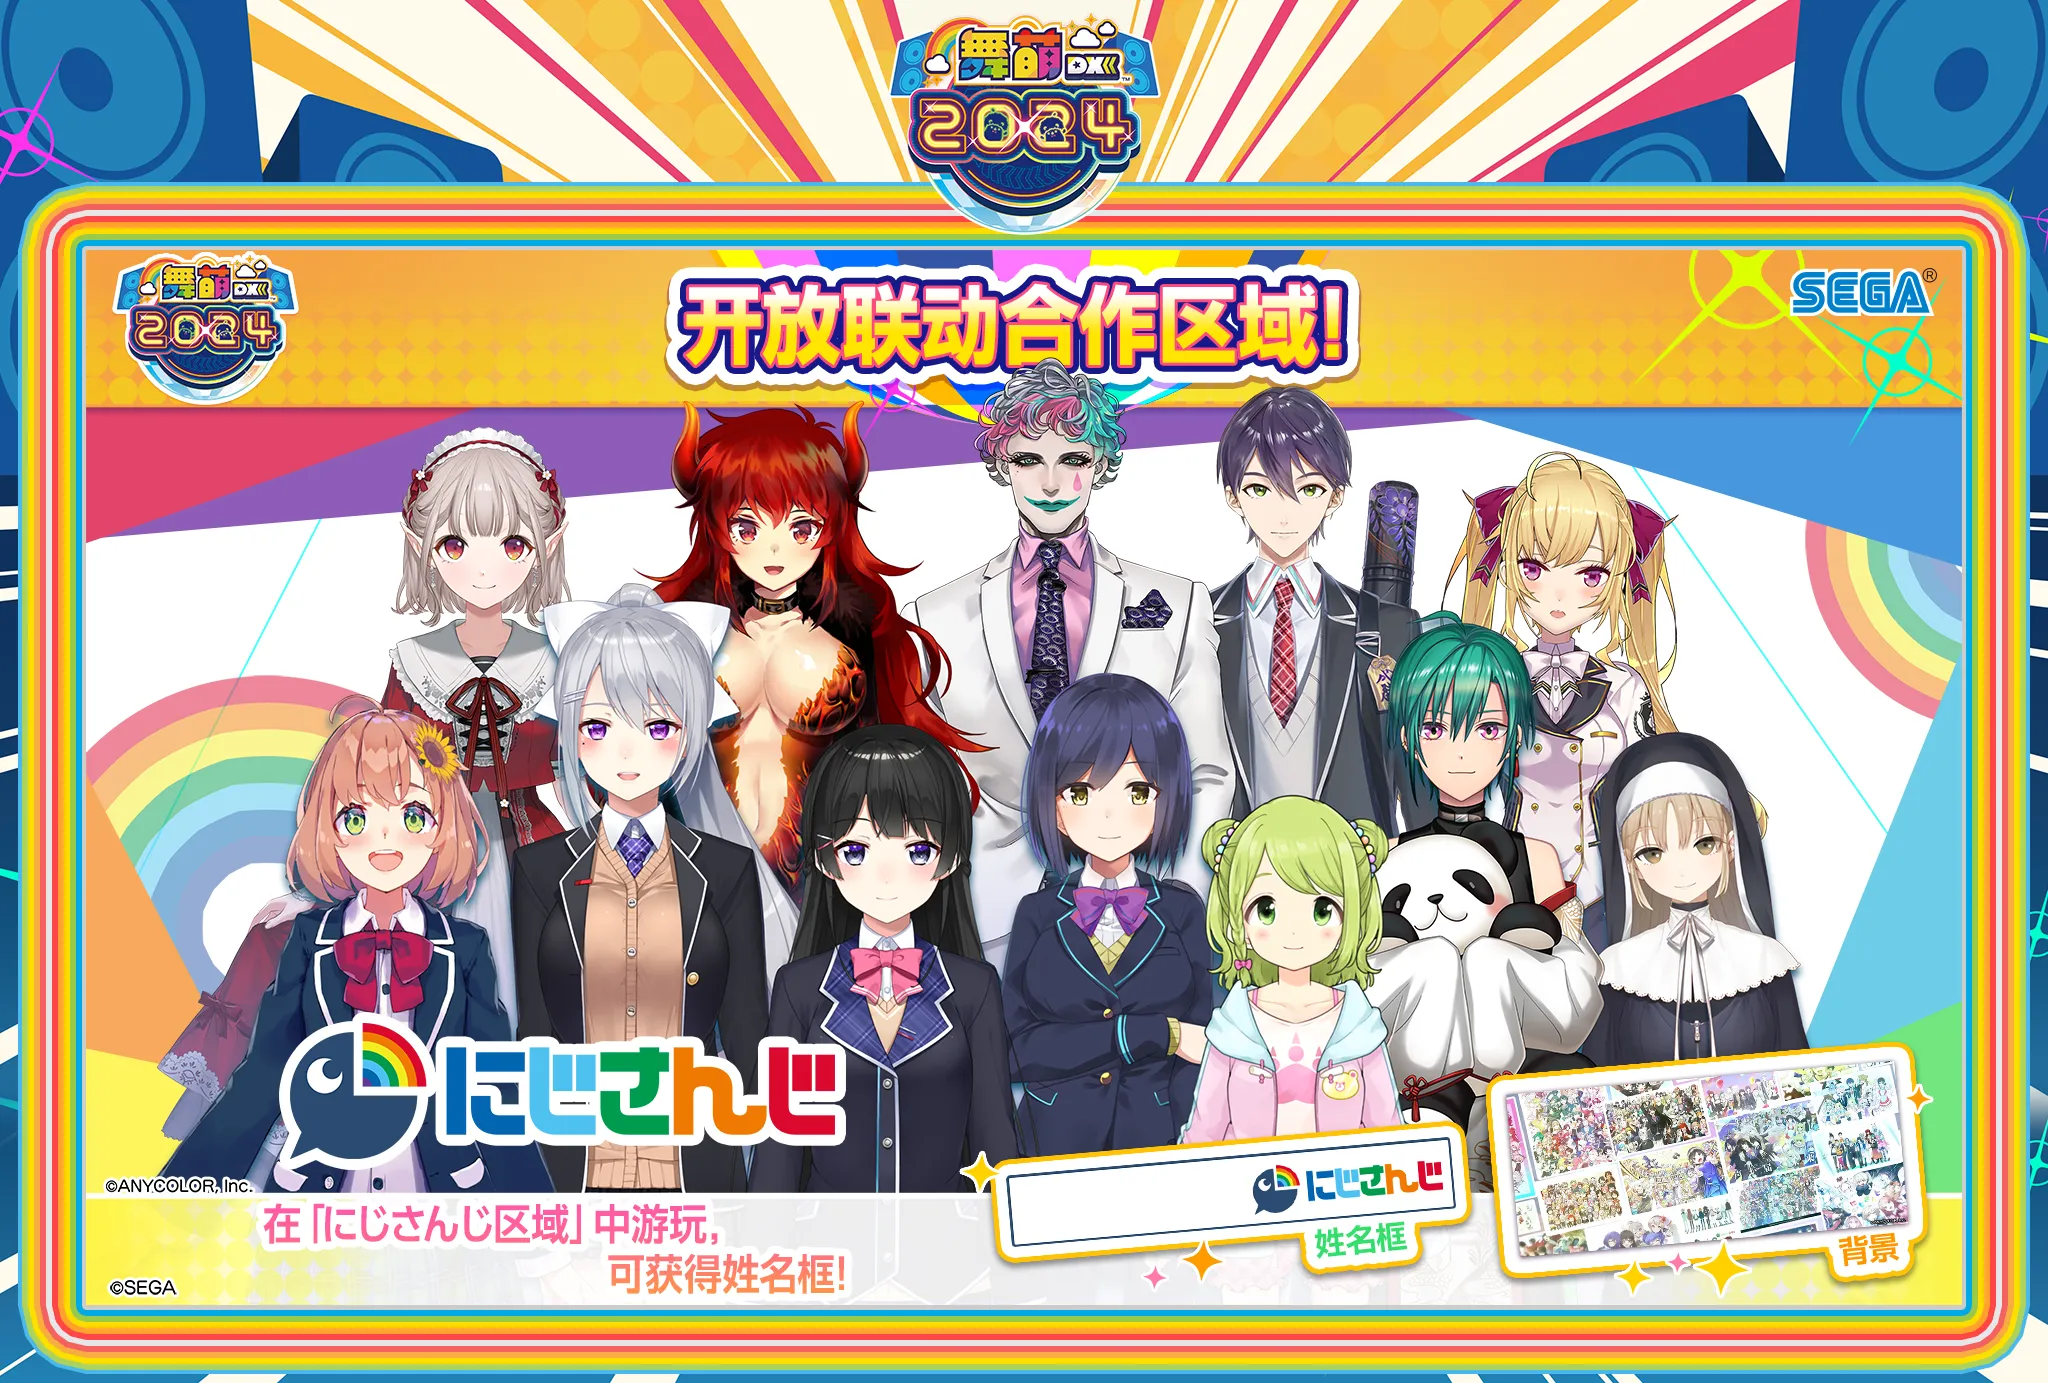 舞萌DX
2024
舞萌DX
2024
开放联动合作区域!
SEGA®
にじさんじ
©ANYCOLOR, Inc.
在「にじさんじ区域」中游玩,
可获得姓名框!
©SEGA
にじさんじ
姓名框
背景